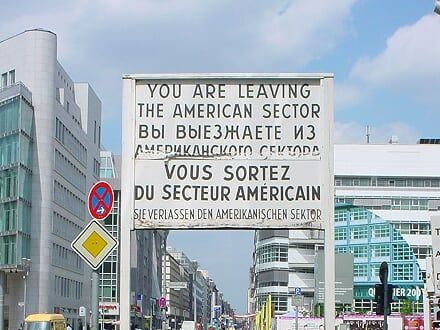 YOU ARE LEAVING
THE AMERICAN SECTOR
ВЫ ВЫЕЗЖАЕТЕ ИЗ
АМЕРИКАНСКОГО СЕКТОРА
VOUS SORTEZ
DU SECTEUR AMÉRICAIN
SIE VERLASSEN DEN AMERIKANISCHEN SEKTOR